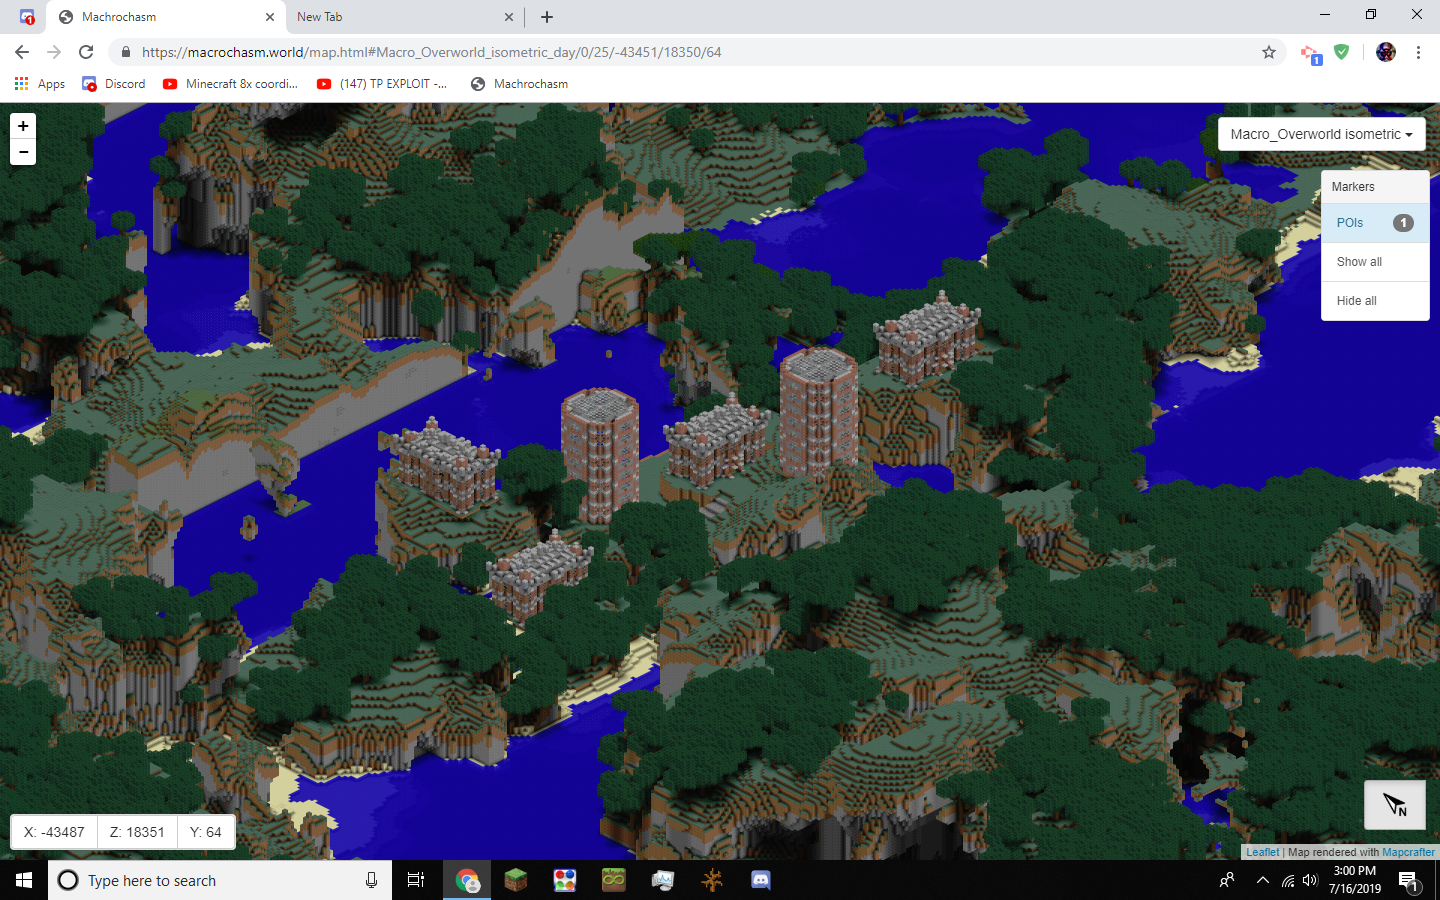 1
Machrochasm
New Tab
https://macrochasm.world/map.html#Macro_Overworld_isometric_day/0/25/-43451/18350/64
1
Apps
Discord
Minecraft 8x coordi...
(147) TP EXPLOIT -...
Machrochasm
+
-
Macro_Overworld isometric
Markers
POIs 1
Show all
Hide all
N
X: -43487 Z: 18351 Y: 64
Leaflet | Map rendered with Mapcrafter
Type here to search
3:00 PM
7/16/2019
1